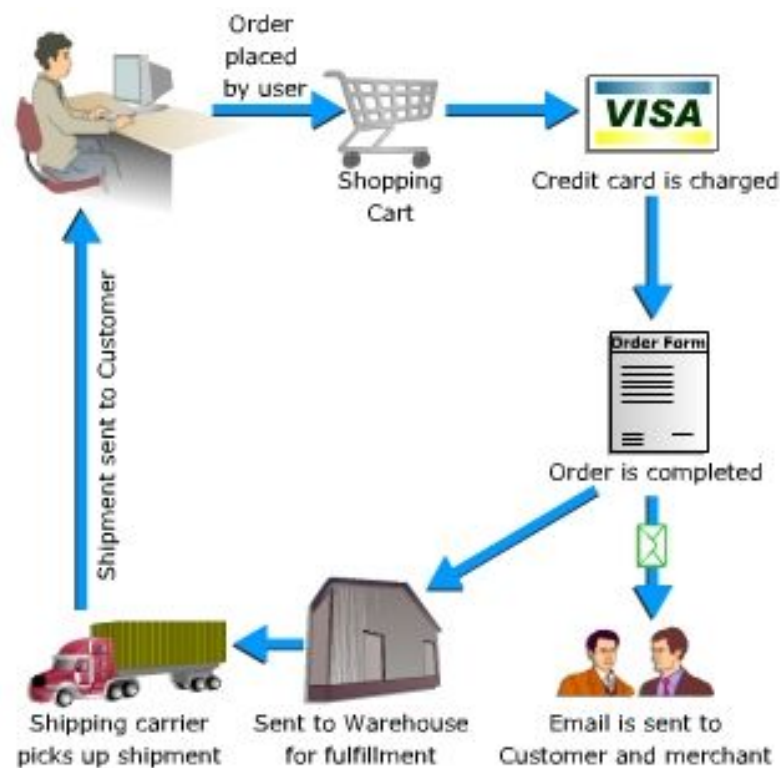 Order
placed
by user
Shopping
Cart
VISA
Credit card is charged
Order Form
Order is completed
Email is sent to
Customer and merchant
Sent to Warehouse
for fulfillment
Shipping carrier
picks up shipment
Shipment sent to Customer